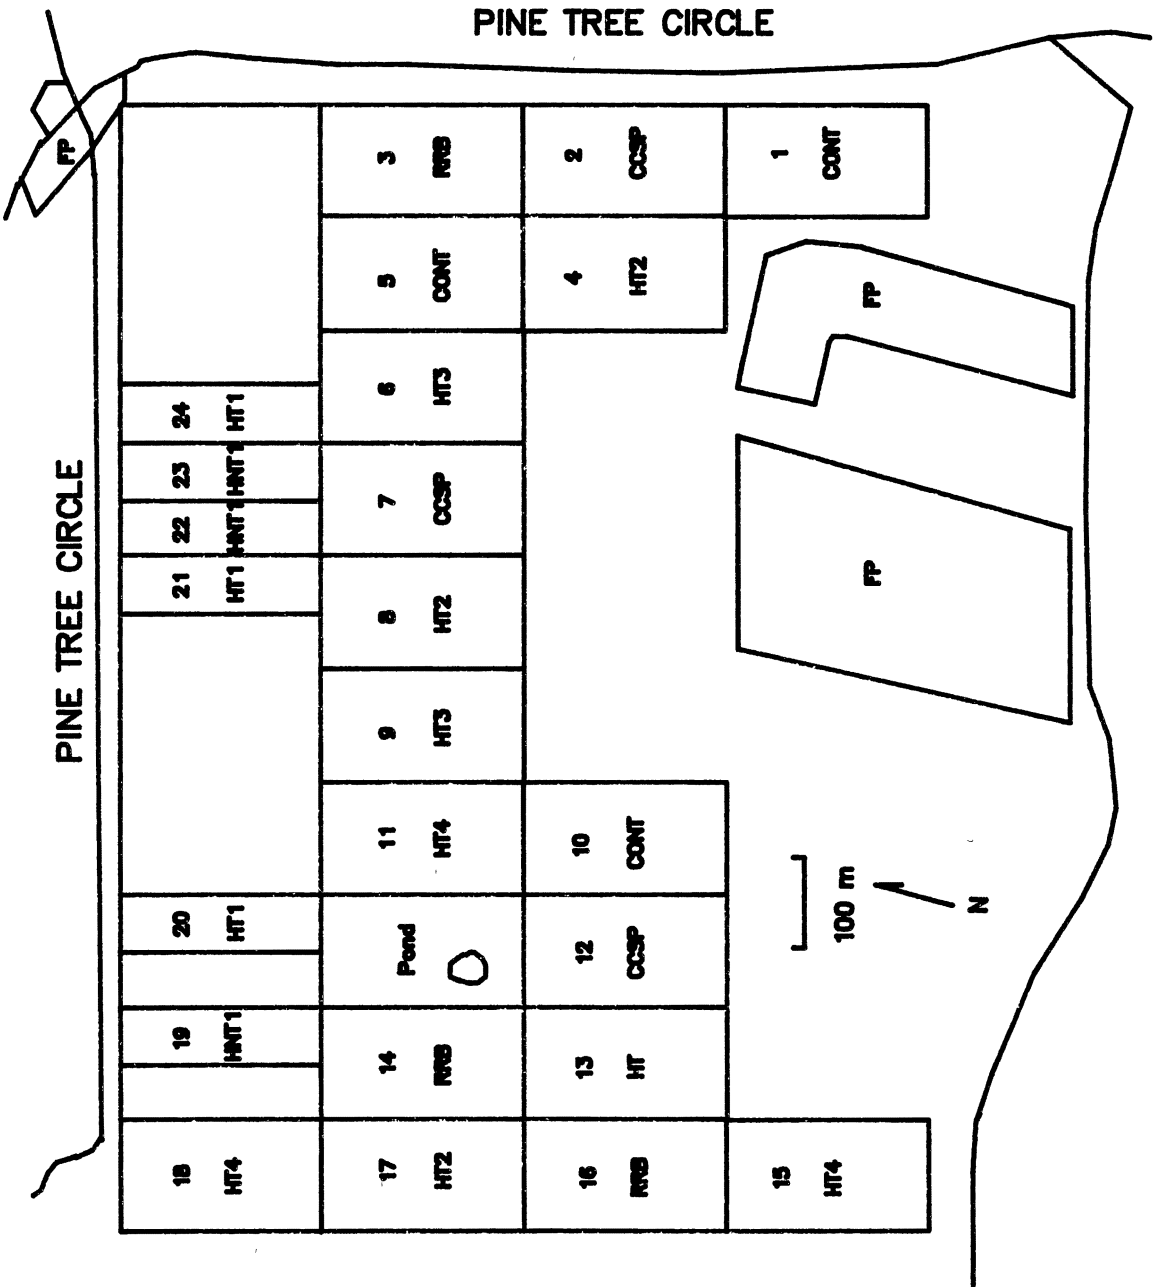 PINE TREE CIRCLE
FP
3 RRB
2 CCSP
1 CONT
5 CONT
4 HT2
FP
6 HT3
24 HT1
23 HNT1
7 CCSP
22 HNT1
21 HT1
8 HT2
FP
PINE TREE CIRCLE
9 HT3
11 HT4
10 CONT
100 m
N
20 HT1
Pond
12 CCSP
19 HNT1
14 RRB
13 HT
18 HT4
17 HT2
16 RRB
15 HT4